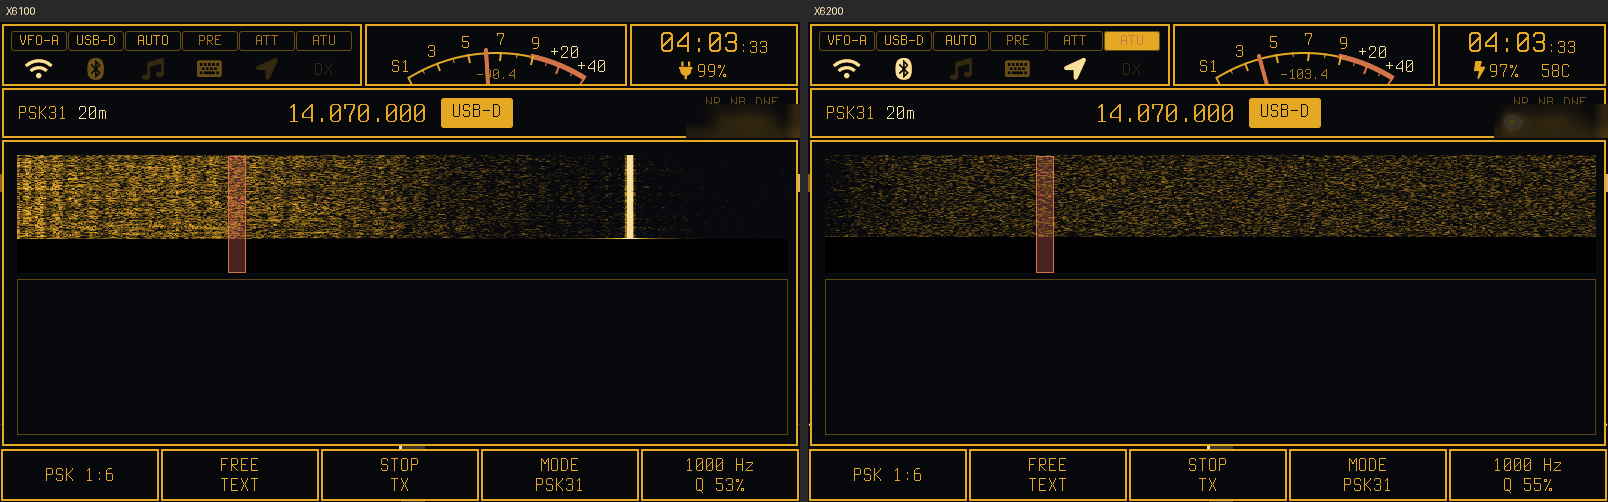 X6100
VFO-A USB-D AUTO PRE ATT ATU
DX
S1 3 5 7 9 +20 +40
-90.4
04:03:33
99%
PSK31 20m 14.070.000 USB-D
NR NB DNF
PSK 1:6
FREE TEXT
STOP TX
MODE PSK31
1000 Hz
Q 53%
X6200
VFO-A USB-D AUTO PRE ATT ATU
DX
S1 3 5 7 9 +20 +40
-103.4
04:03:33
97% 58C
PSK31 20m 14.070.000 USB-D
NR NB DNF
PSK 1:6
FREE TEXT
STOP TX
MODE PSK31
1000 Hz
Q 55%